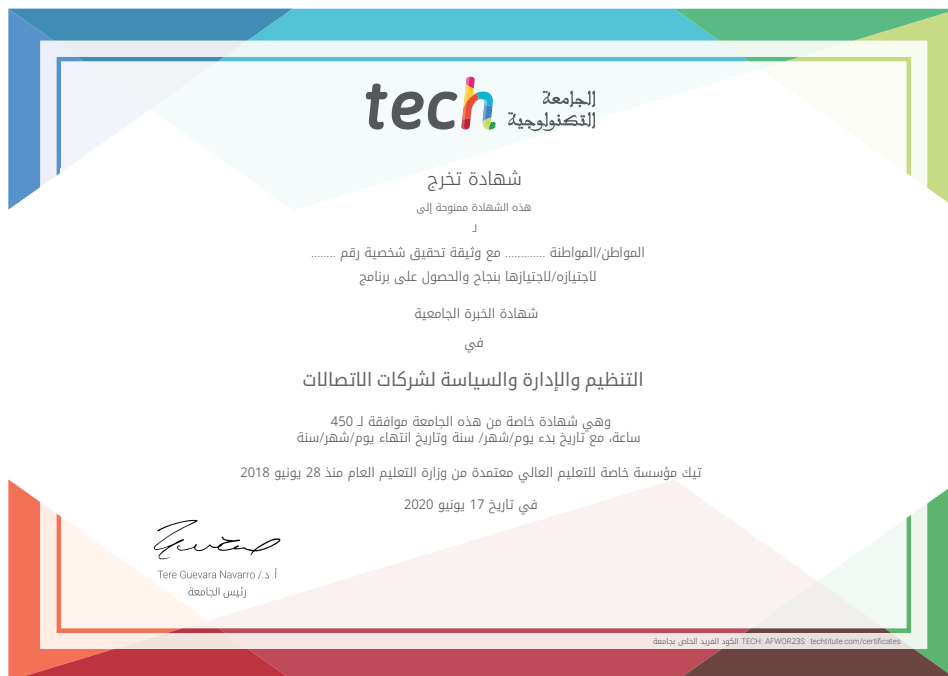 tech الجامعة
التكنولوجية
شهادة تخرج
هذه الشهادة ممنوحة إلى
لـ
المواطن/المواطنة ............ مع وثيقة تحقيق شخصية رقم ........
لاجتيازه/لاجتيازها بنجاح والحصول على برنامج
شهادة الخبرة الجامعية
في
التنظيم والإدارة والسياسة لشركات الاتصالات
وهي شهادة خاصة من هذه الجامعة موافقة لـ 450
ساعة، مع تاريخ بدء يوم/شهر/ سنة وتاريخ انتهاء يوم/شهر/سنة
تيك مؤسسة خاصة للتعليم العالي معتمدة من وزارة التعليم العام منذ 28 يونيو 2018
في تاريخ 17 يونيو 2020
أ. د./ Tere Guevara Navarro
رئيس الجامعة
الكود الفريد الخاص بجامعة TECH: AFWOR23S techtitute.com/certificates